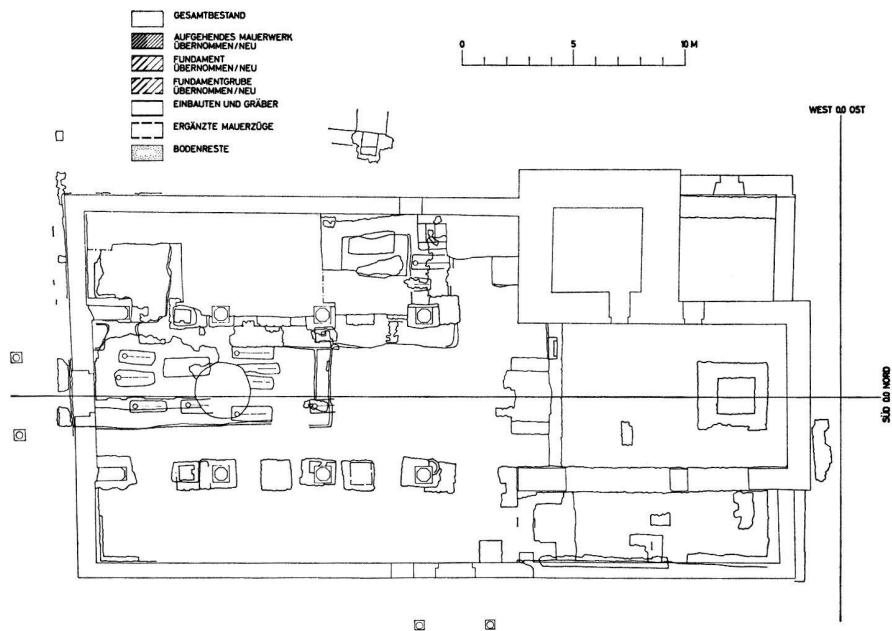 GESAMTBESTAND
AUFGEHENDES MAUERWERK
ÜBERNOMMEN/NEU
FUNDAMENT
ÜBERNOMMEN/NEU
FUNDAMENTGRUBE
ÜBERNOMMEN/NEU
EINBAUTEN UND GRÄBER
ERGÄNZTE MAUERZÜGE
BODENRESTE
0 5 10 M
WEST 0.0 OST
SÜD 0.0 NORD